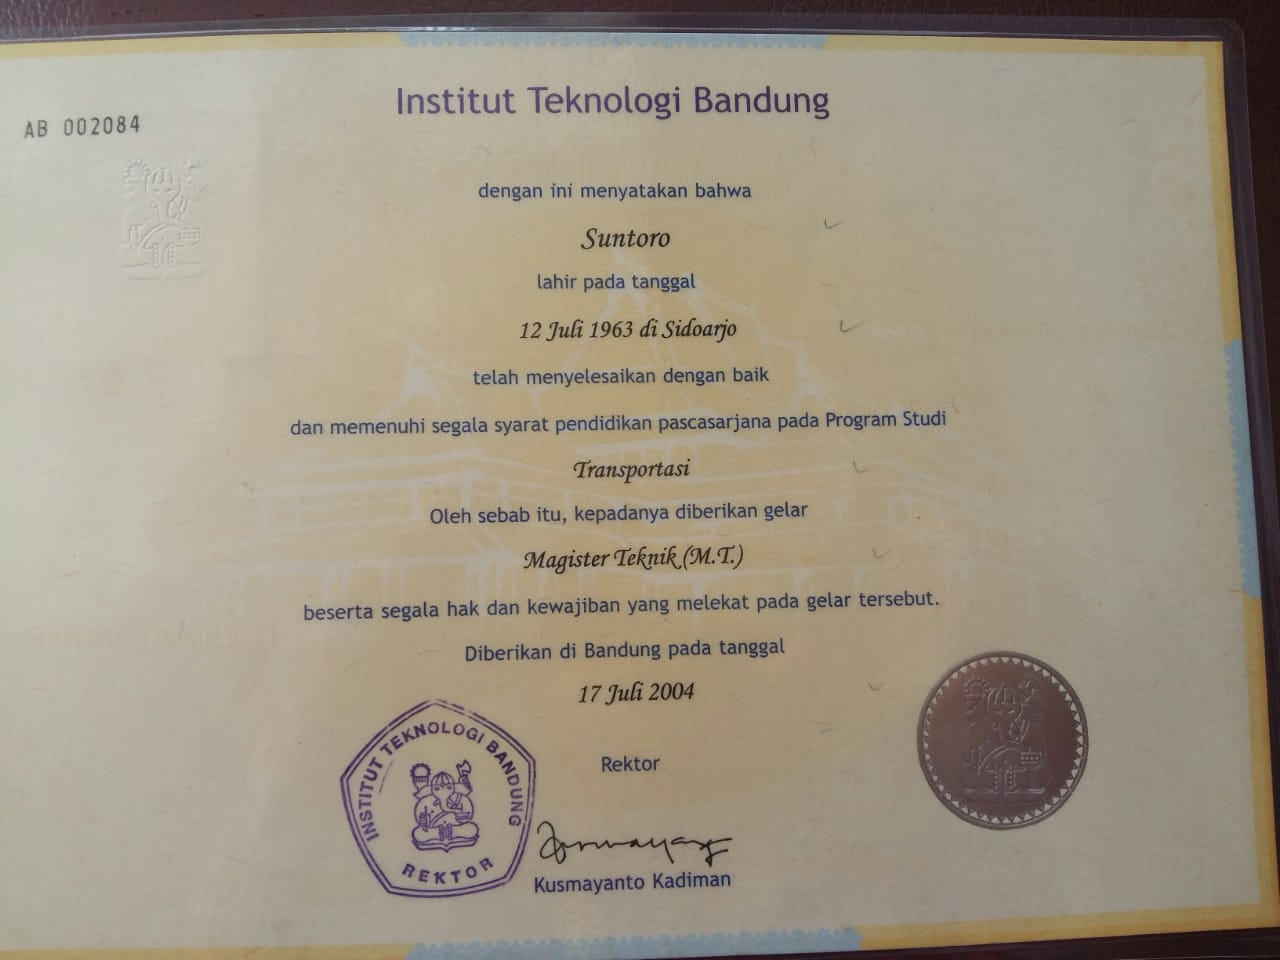 AB 002084
Institut Teknologi Bandung
dengan ini menyatakan bahwa
Suntoro
lahir pada tanggal
12 Juli 1963 di Sidoarjo
telah menyelesaikan dengan baik
dan memenuhi segala syarat pendidikan pascasarjana pada Program Studi
Transportasi
Oleh sebab itu, kepadanya diberikan gelar
Magister Teknik (M.T.)
beserta segala hak dan kewajiban yang melekat pada gelar tersebut.
Diberikan di Bandung pada tanggal
17 Juli 2004
Rektor
INSTITUT TEKNOLOGI BANDUNG
REKTOR
Kusmayanto Kadiman